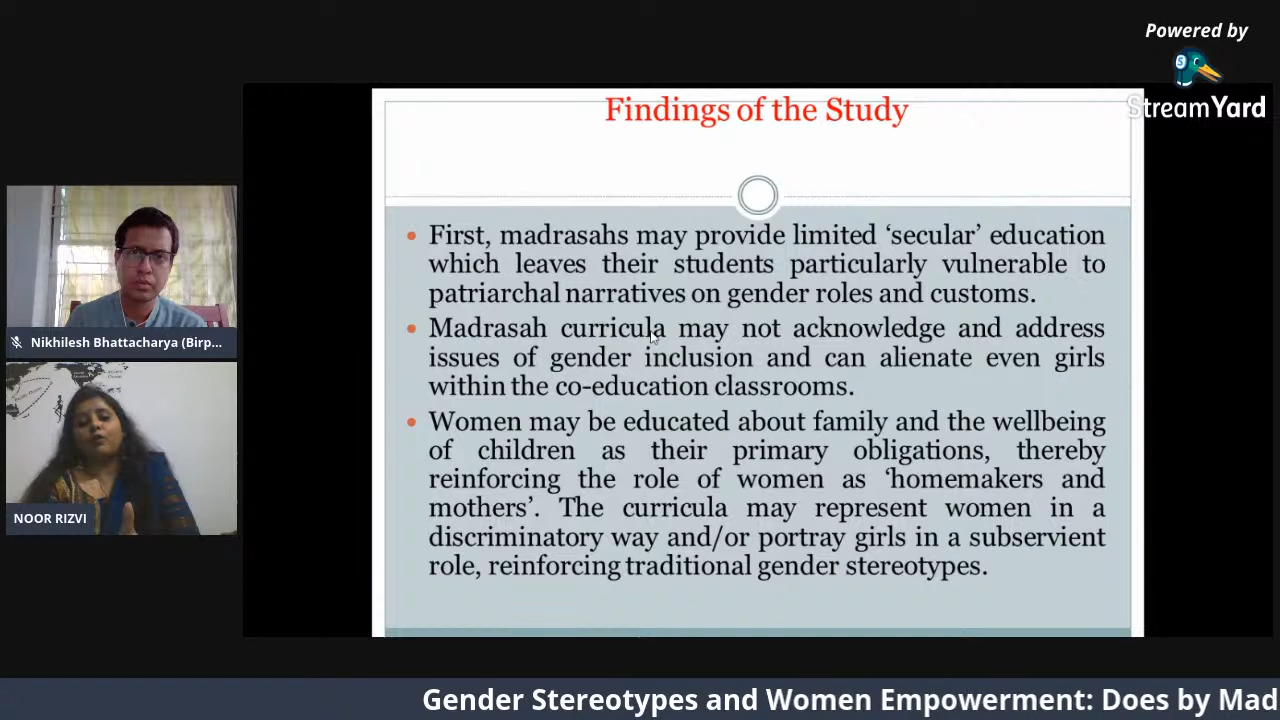 Powered by
StreamYard
Findings of the Study
• First, madrasahs may provide limited ‘secular’ education
which leaves their students particularly vulnerable to
patriarchal narratives on gender roles and customs.
• Madrasah curricula may not acknowledge and address
issues of gender inclusion and can alienate even girls
within the co-education classrooms.
• Women may be educated about family and the wellbeing
of children as their primary obligations, thereby
reinforcing the role of women as ‘homemakers and
mothers’. The curricula may represent women in a
discriminatory way and/or portray girls in a subservient
role, reinforcing traditional gender stereotypes.
Nikhilesh Bhattacharya (Birp...
NOOR RIZVI
Gender Stereotypes and Women Empowerment: Does by Mad